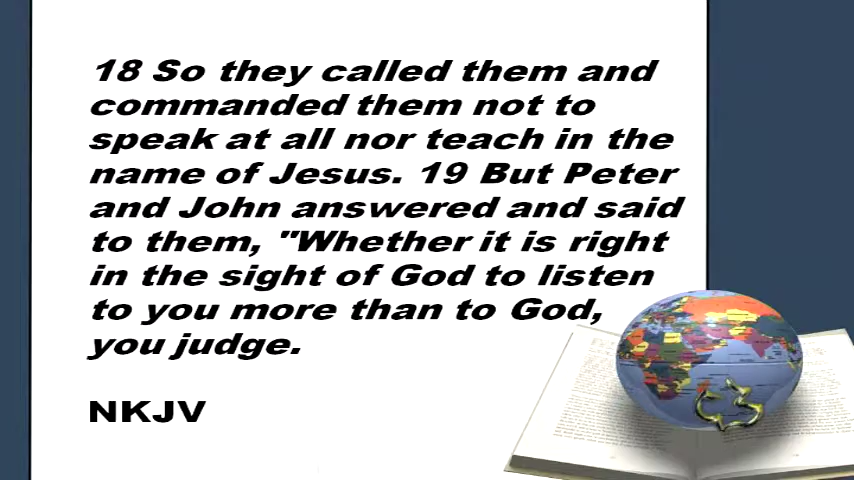 18 So they called them and
commanded them not to
speak at all nor teach in the
name of Jesus. 19 But Peter
and John answered and said
to them, "Whether it is right
in the sight of God to listen
to you more than to God,
you judge.
NKJV